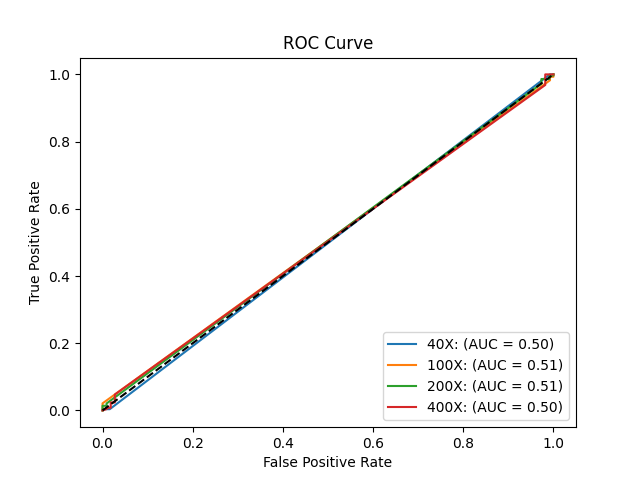 ROC Curve
True Positive Rate
1.0
0.8
0.6
0.4
0.2
0.0
0.0 0.2 0.4 0.6 0.8 1.0
False Positive Rate
40X: (AUC = 0.50)
100X: (AUC = 0.51)
200X: (AUC = 0.51)
400X: (AUC = 0.50)